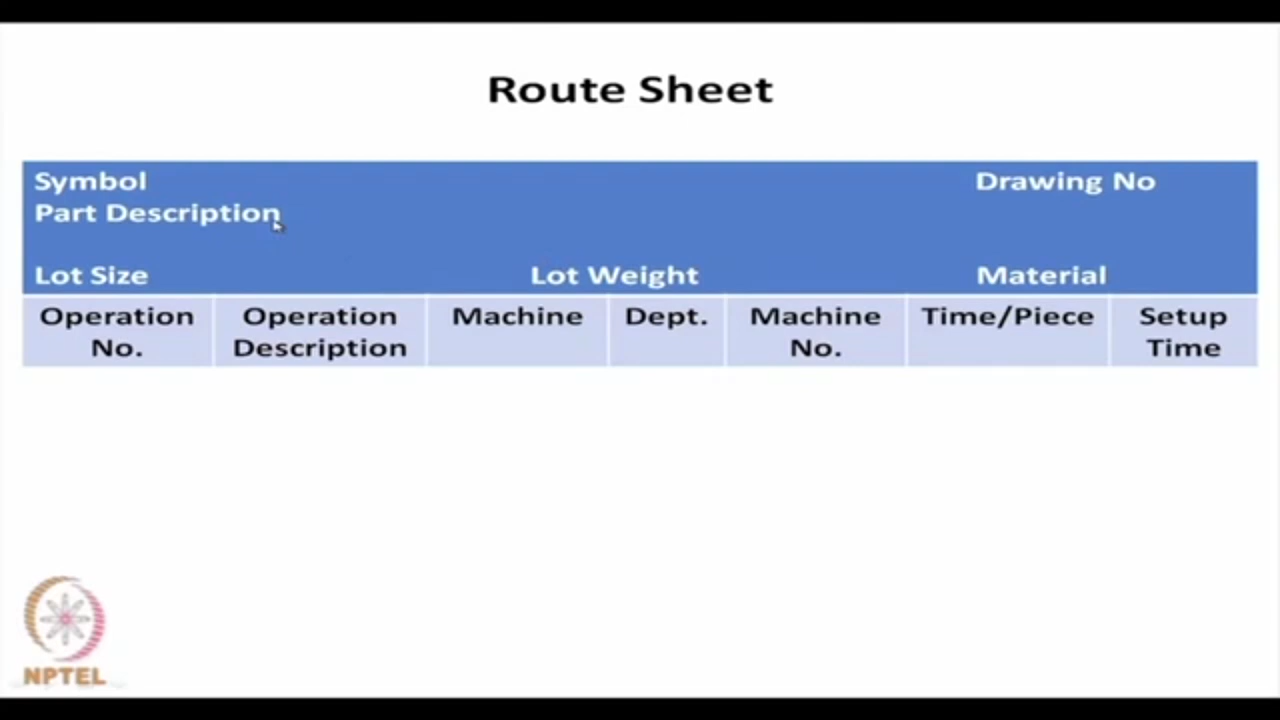 Route Sheet
Symbol Drawing No
Part Description
Lot Size Lot Weight Material
Operation No. Operation Description Machine Dept. Machine No. Time/Piece Setup Time
NPTEL